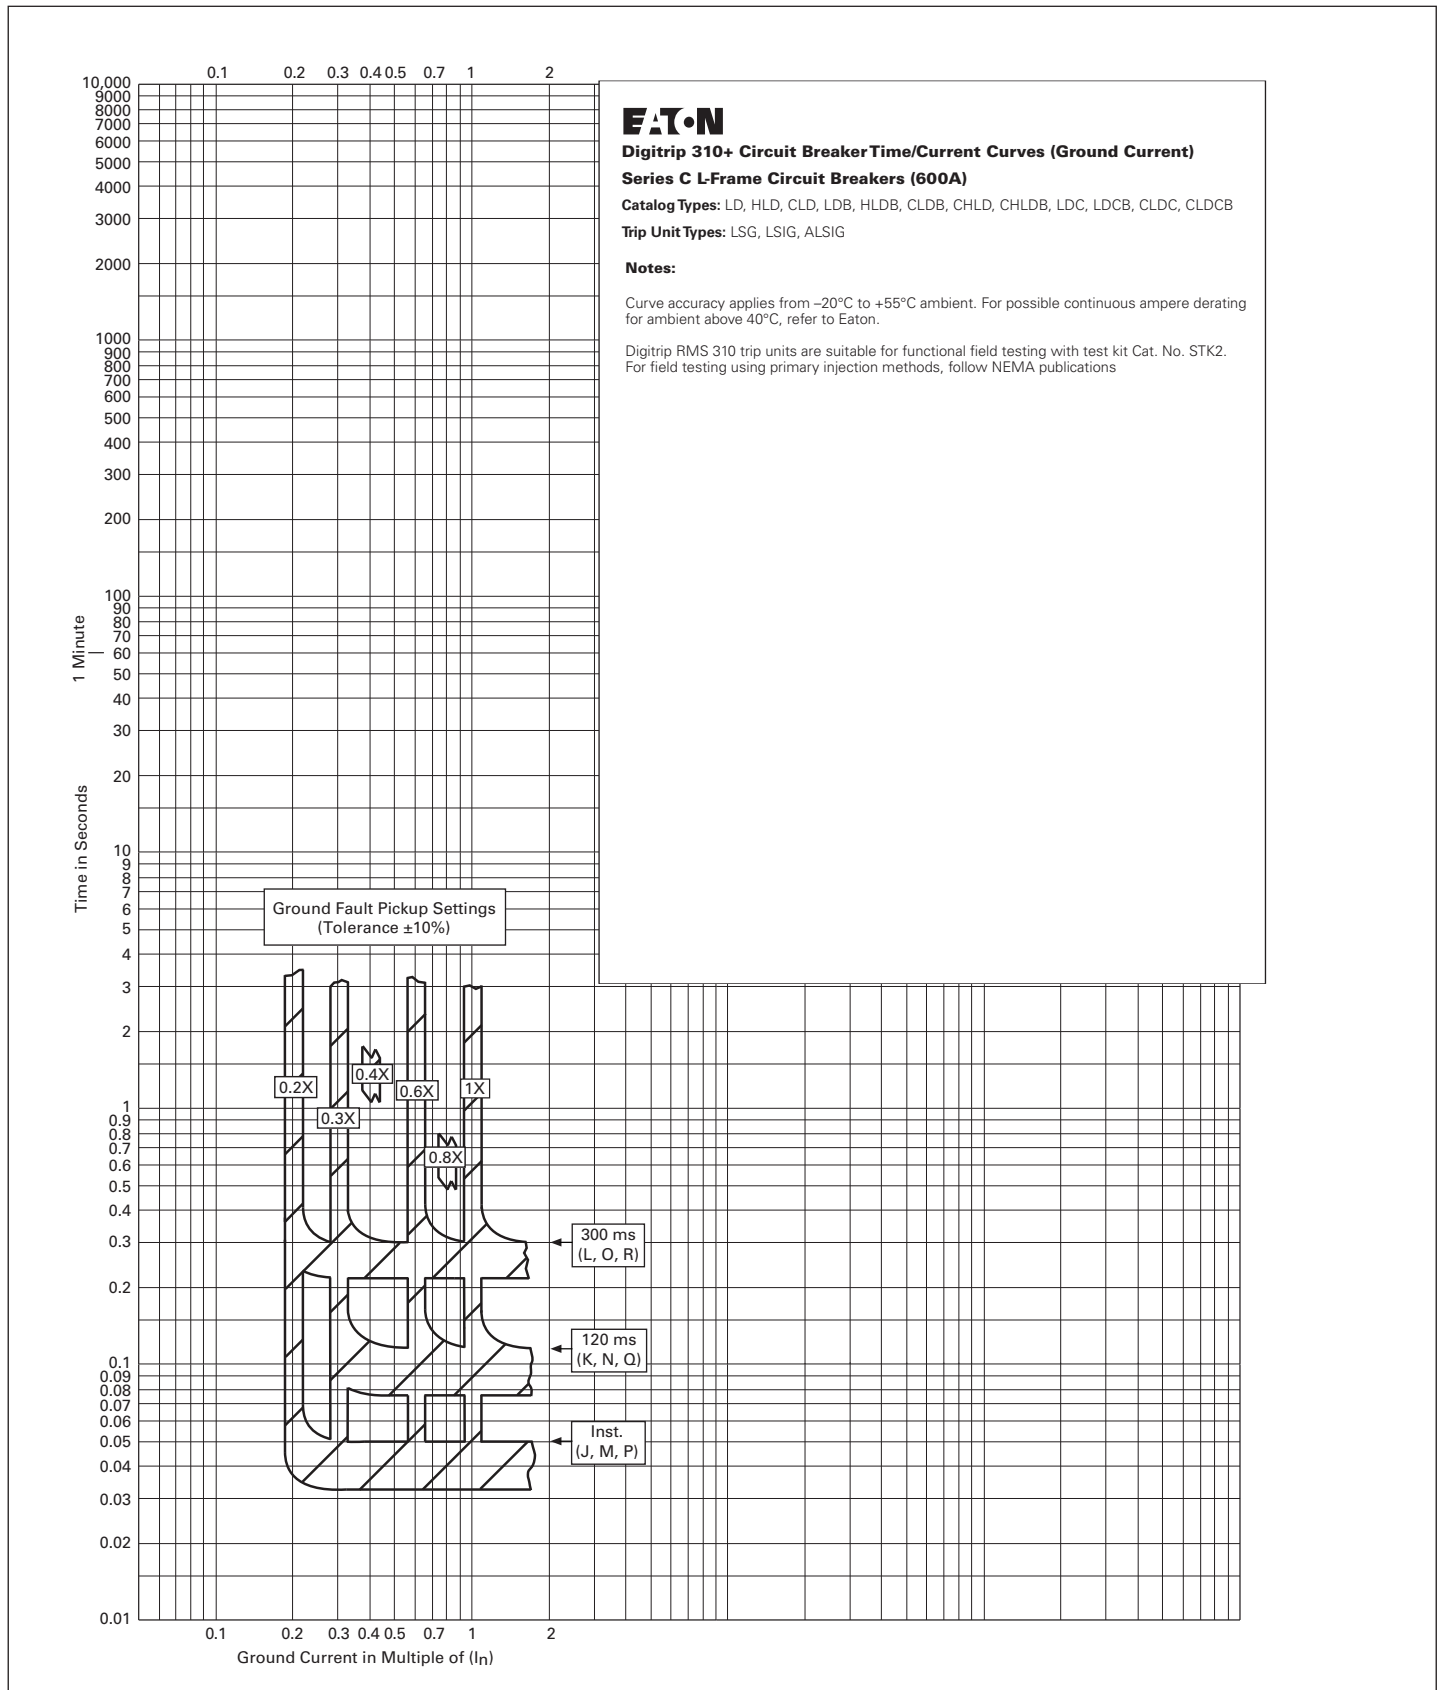 0.1 0.2 0.3 0.4 0.5 0.7 1 2
10,000
9000
8000
7000
6000
5000
4000
3000
2000
1000
900
800
700
600
500
400
300
200
100
90
80
70
60
50
40
30
20
10
9
8
7
6
5
4
3
2
1
0.9
0.8
0.7
0.6
0.5
0.4
0.3
0.2
0.1
0.09
0.08
0.07
0.06
0.05
0.04
0.03
0.02
0.01
1 Minute
Time in Seconds
EATON
Digitrip 310+ Circuit Breaker Time/Current Curves (Ground Current)
Series C L-Frame Circuit Breakers (600A)
Catalog Types: LD, HLD, CLD, LDB, HLDB, CLDB, CHLD, CHLDB, LDC, LDCB, CLDC, CLDCB
Trip Unit Types: LSG, LSIG, ALSIG
Notes:
Curve accuracy applies from –20°C to +55°C ambient. For possible continuous ampere derating
for ambient above 40°C, refer to Eaton.
Digitrip RMS 310 trip units are suitable for functional field testing with test kit Cat. No. STK2.
For field testing using primary injection methods, follow NEMA publications
Ground Fault Pickup Settings
(Tolerance ±10%)
0.2X
0.3X
0.4X
0.6X
0.8X
1X
300 ms
(L, O, R)
120 ms
(K, N, Q)
Inst.
(J, M, P)
0.1 0.2 0.3 0.4 0.5 0.7 1 2
Ground Current in Multiple of (In)